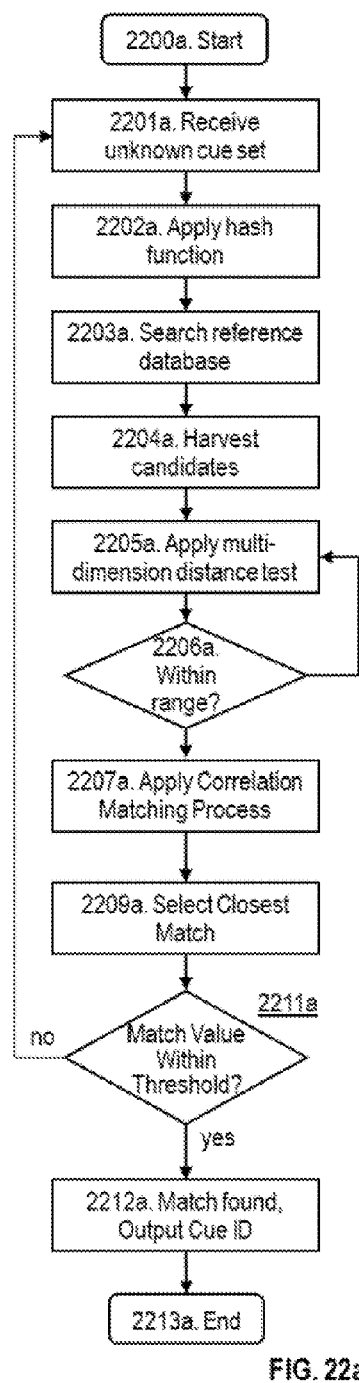 2200a. Start
2201a. Receive
unknown cue set
2202a. Apply hash
function
2203a. Search reference
database
2204a. Harvest
candidates
2205a. Apply multi-
dimension distance test
2206a.
Within
range?
2207a. Apply Correlation
Matching Process
2209a. Select Closest
Match
2211a
no
Match Value
Within
Threshold?
yes
2212a. Match found,
Output Cue ID
2213a. End
FIG. 22a